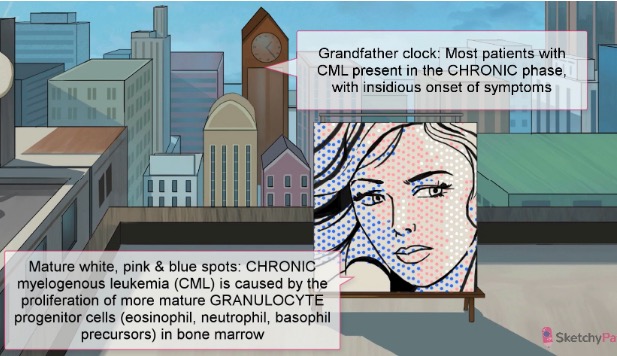 Grandfather clock: Most patients with
CML present in the CHRONIC phase,
with insidious onset of symptoms
Mature white, pink & blue spots: CHRONIC
myelogenous leukemia (CML) is caused by the
proliferation of more mature GRANULOCYTE
progenitor cells (eosinophil, neutrophil, basophil
precursors) in bone marrow
SketchyPa